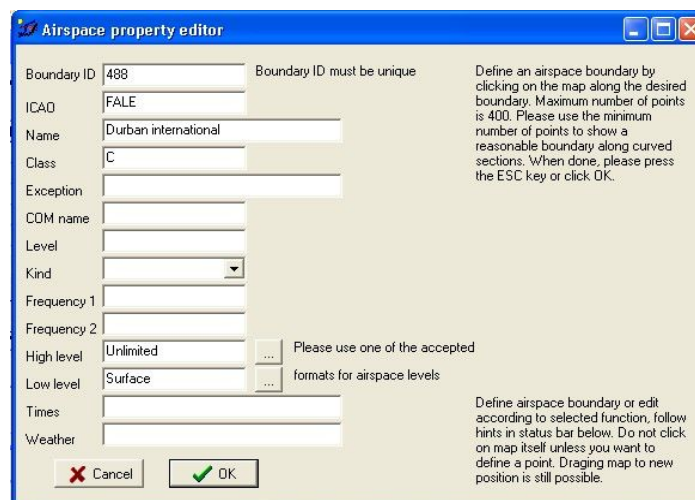 Airspace property editor
Boundary ID 488 Boundary ID must be unique
ICAO FALE
Name Durban international
Class C
Exception
COM name
Level
Kind
Frequency 1
Frequency 2
High level Unlimited ... Please use one of the accepted
Low level Surface ... formats for airspace levels
Times
Weather
Cancel OK
Define an airspace boundary by
clicking on the map along the desired
boundary. Maximum number of points
is 400. Please use the minimum
number of points to show a
reasonable boundary along curved
sections. When done, please press
the ESC key or click OK.
Define airspace boundary or edit
according to selected function, follow
hints in status bar below. Do not click
on map itself unless you want to
define a point. Draging map to new
position is still possible.